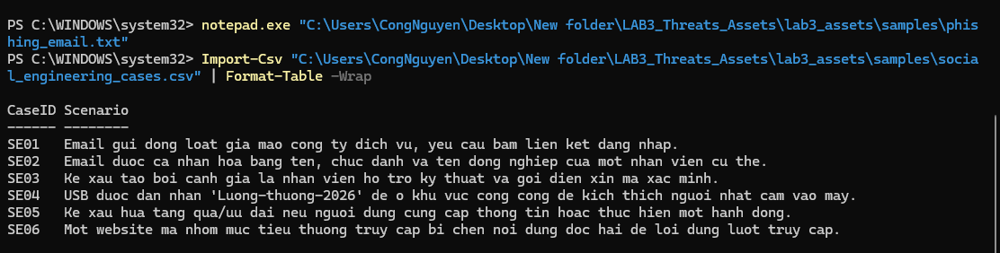 PS C:\WINDOWS\system32> notepad.exe "C:\Users\CongNguyen\Desktop\New folder\LAB3_Threats_Assets\lab3_assets\samples\phis
hing_email.txt"
PS C:\WINDOWS\system32> Import-Csv "C:\Users\CongNguyen\Desktop\New folder\LAB3_Threats_Assets\lab3_assets\samples\socia
l_engineering_cases.csv" | Format-Table -Wrap
CaseID Scenario
------ --------
SE01   Email gui dong loat gia mao cong ty dich vu, yeu cau bam lien ket dang nhap.
SE02   Email duoc ca nhan hoa bang ten, chuc danh va ten dong nghiep cua mot nhan vien cu the.
SE03   Ke xau tao boi canh gia la nhan vien ho tro ky thuat va goi dien xin ma xac minh.
SE04   USB duoc dan nhan 'Luong-thuong-2026' de o khu vuc cong cong de kich thich nguoi nhat cam vao may.
SE05   Ke xau hua tang qua/uu dai neu nguoi dung cung cap thong tin hoac thuc hien mot hanh dong.
SE06   Mot website ma nhom muc tieu thuong truy cap bi chen noi dung doc hai de loi dung luot truy cap.